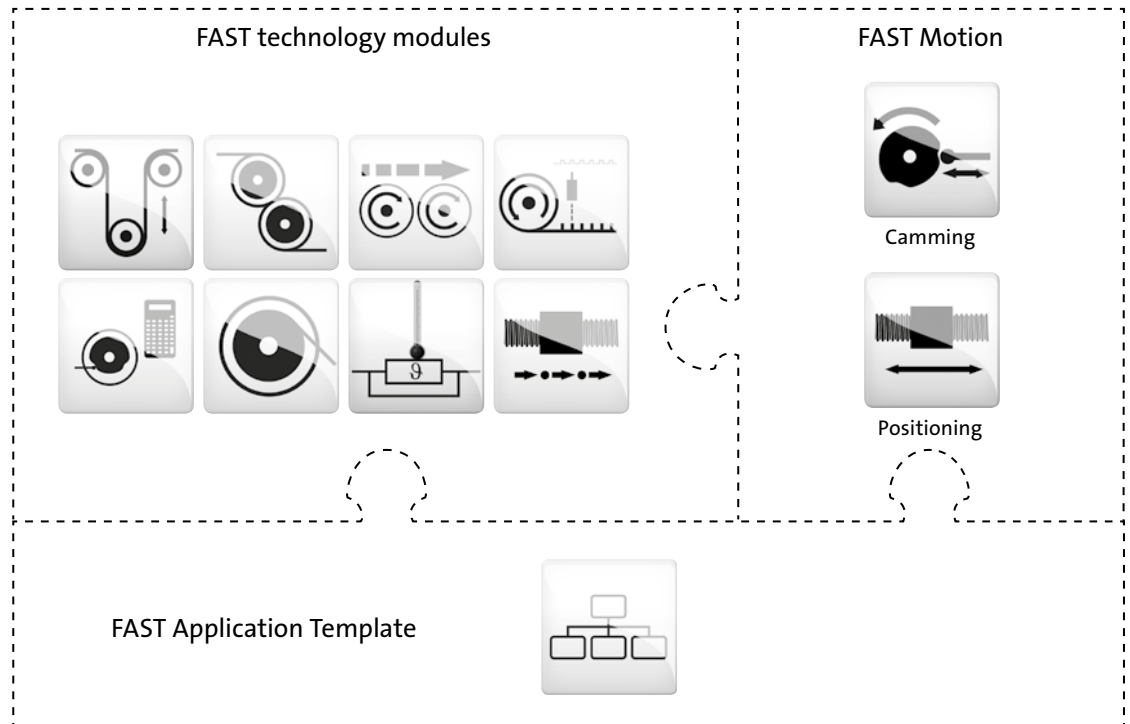 FAST technology modules
FAST Motion
Camming
ϑ
Positioning
FAST Application Template